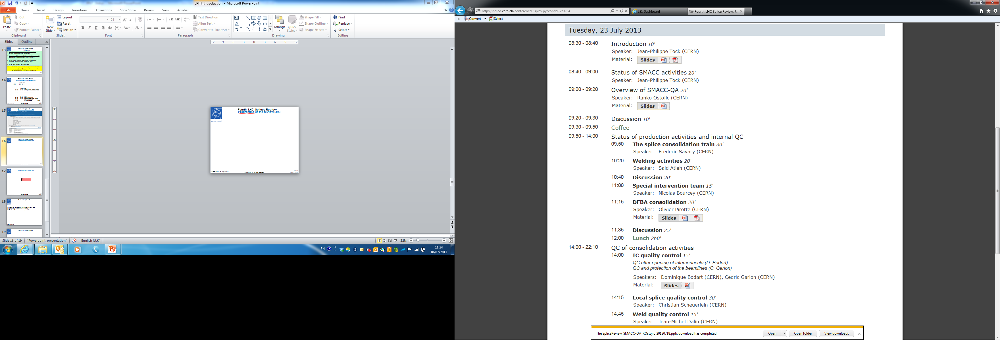 JPhT_Introduction - Microsoft PowerPoint
File Home Insert Design Transitions Animations Slide Show Review View Acrobat
Paste
Cut
Copy
Format Painter
Clipboard
New Slide
Layout
Reset
Section
Slides
24
Font
Text Direction
Align Text
Convert to SmartArt
Paragraph
Arrange
Quick Styles
Shape Fill
Shape Outline
Shape Effects
Drawing
Find
Replace
Select
Editing
Slides Outline
12 9 6 3 0 3 6 9 12
9 6 3 0 3 6 9
13
14
15
16
17
18
19
CERN
www.cern.ch
Fourth LHC Splices Review
Programme of the review (3/4)
22nd-24th of July 2013
Fourth LHC Splice Review
Slide 16 of 19
"Powerpoint_presentation"
English (U.K.)
32%
EN
11:34
18/07/2013
http://indico.cern.ch/conferenceDisplay.py?confId=253784
LS1 Dashboard
Fourth LHC Splice Review, J...
x Convert Select
Tuesday, 23 July 2013
08:30 - 08:40 Introduction 10'
Speaker: Jean-Philippe Tock (CERN)
Material: Slides
08:40 - 09:00 Status of SMACC activities 20'
Speaker: Jean-Philippe Tock (CERN)
09:00 - 09:20 Overview of SMACC-QA 20'
Speaker: Ranko Ostojic (CERN)
Material: Slides
09:20 - 09:30 Discussion 10'
09:30 - 09:50 Coffee
09:50 - 14:00 Status of production activities and internal QC
09:50 The splice consolidation train 30'
Speaker: Frederic Savary (CERN)
10:20 Welding activities 20'
Speaker: Said Atieh (CERN)
10:40 Discussion 20'
11:00 Special intervention team 15'
Speaker: Nicolas Bourcey (CERN)
11:15 DFBA consolidation 20'
Speaker: Olivier Pirotte (CERN)
Material: Slides
11:35 Discussion 25'
12:00 Lunch 2h0'
14:00 - 22:10 QC of consolidation activities
14:00 IC quality control 15'
QC after opening of interconnects (D. Bodart)
QC and protection of the beamlines (C. Garion)
Speakers: Dominique Bodart (CERN), Cedric Garion (CERN)
Material: Slides
14:15 Local splice quality control 30'
Speaker: Christian Scheuerlein (CERN)
14:45 Weld quality control 15'
Speaker: Jean-Michel Dalin (CERN)
The SpliceReview_SMACC-QA_ROstojic_20130718.pptx download has completed.
Open
Open folder
View downloads